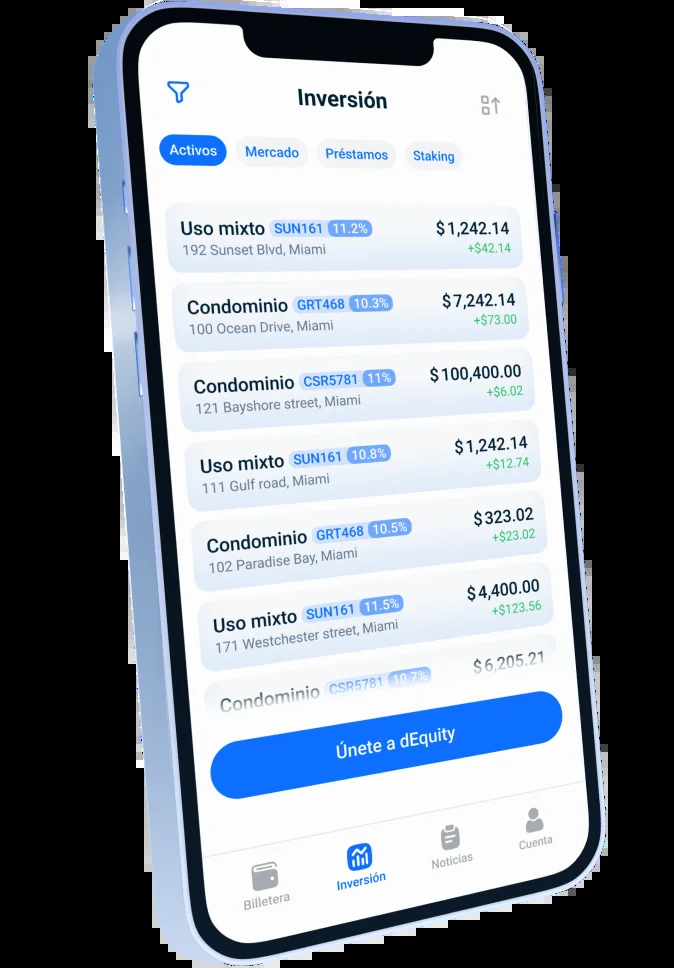 Inversión
Activos Mercado Préstamos Staking
Uso mixto SUN161 11.2% $1,242.14
192 Sunset Blvd, Miami +$42.14
Condominio GRT468 10.3% $7,242.14
100 Ocean Drive, Miami +$73.00
Condominio CSR5781 11% $100,400.00
121 Bayshore street, Miami +$6.02
Uso mixto SUN161 10.8% $1,242.14
111 Gulf road, Miami +$12.74
Condominio GRT468 10.5% $323.02
102 Paradise Bay, Miami +$23.02
Uso mixto SUN161 11.5% $4,400.00
171 Westchester street, Miami +$123.56
Condominio CSR5781 10.7% $6,205.21
Únete a dEquity
Billetera Inversión Noticias Cuenta